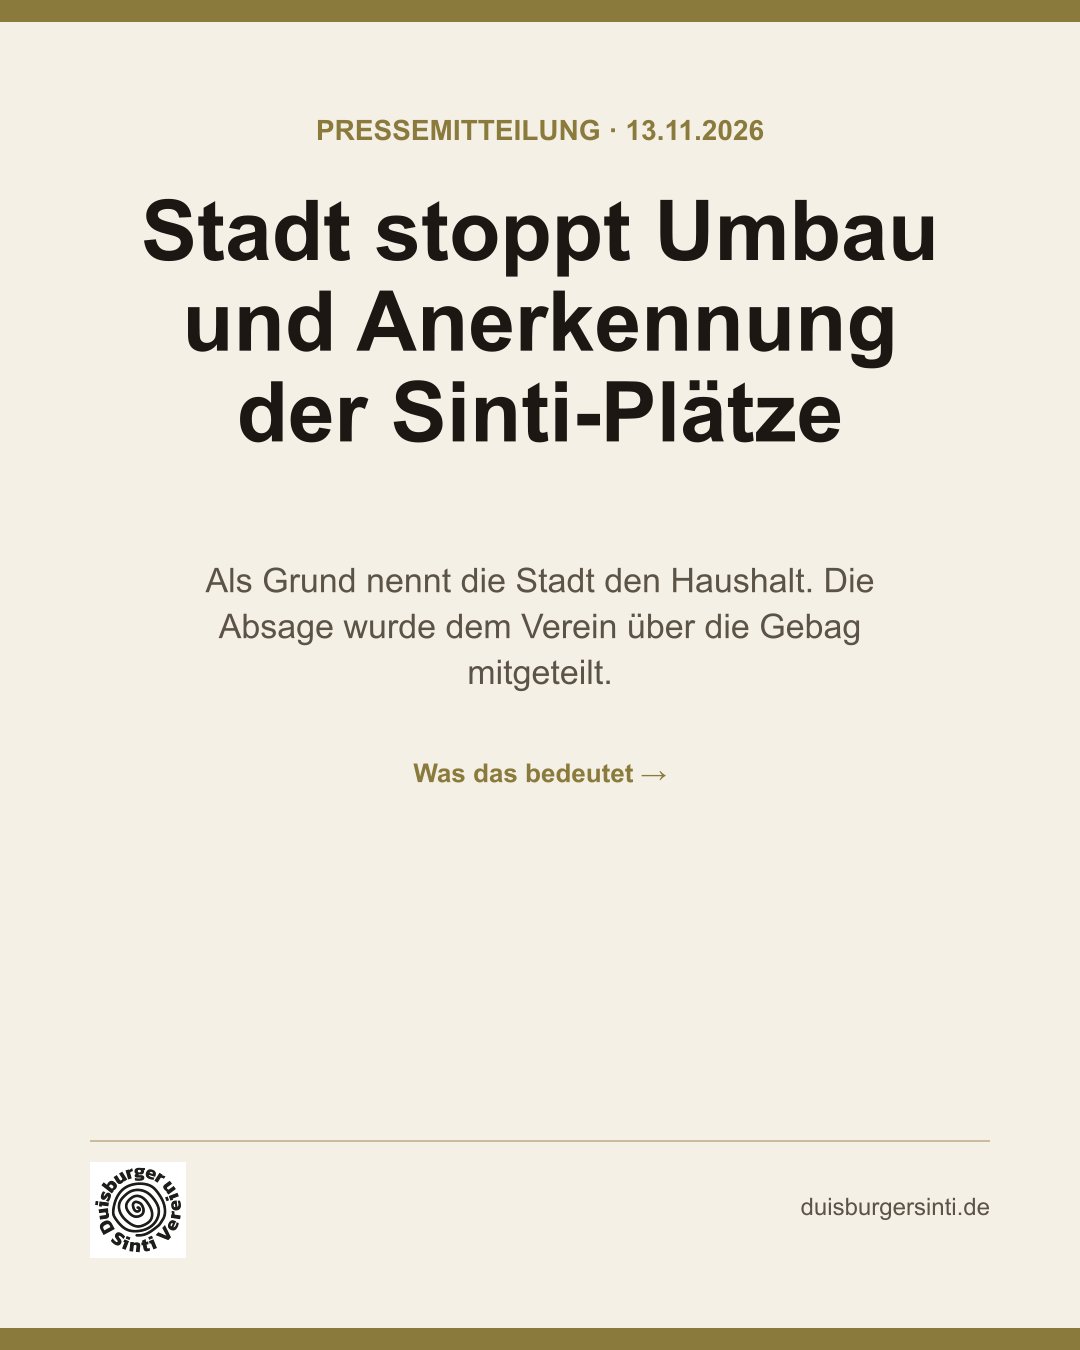 PRESSEMITTEILUNG · 13.11.2026
Stadt stoppt Umbau
und Anerkennung
der Sinti-Plätze
Als Grund nennt die Stadt den Haushalt. Die
Absage wurde dem Verein über die Gebag
mitgeteilt.
Was das bedeutet →
Duisburger Sinti Verein
duisburgersinti.de